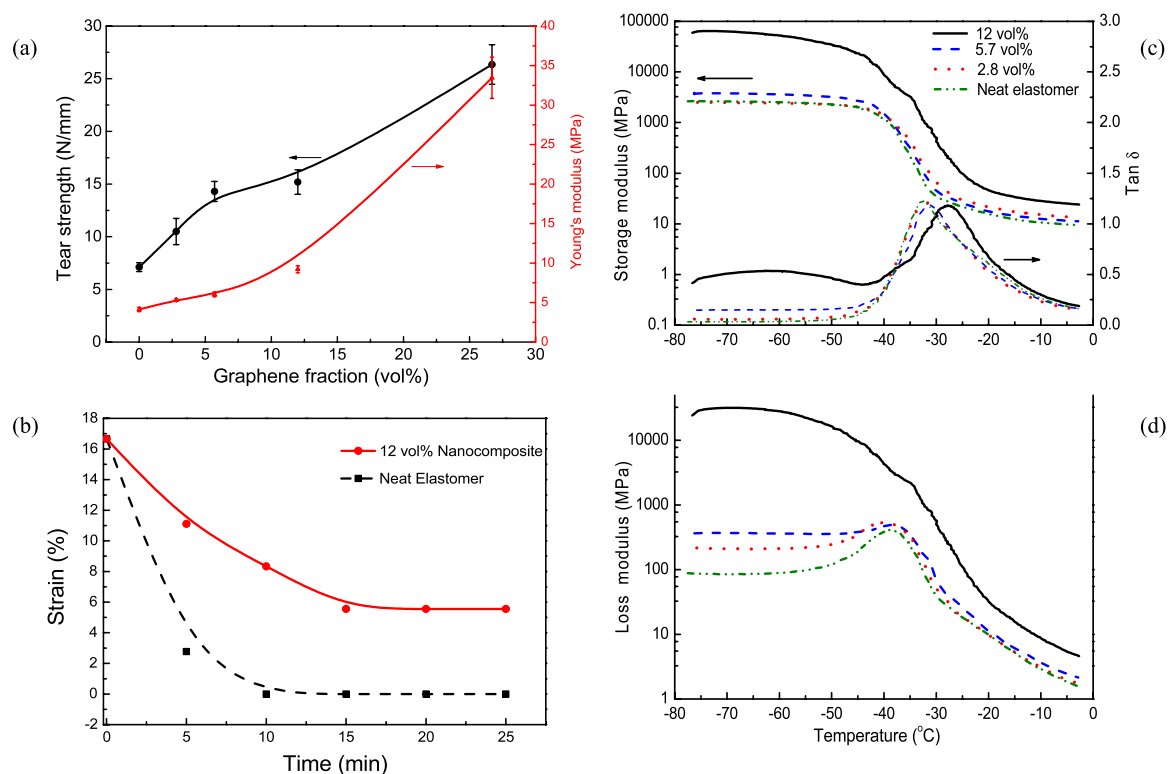 (a)
30
25
20
15
10
5
0
Tear strength (N/mm)
40
35
30
25
20
15
10
5
0
Young's modulus (MPa)
0 5 10 15 20 25 30
Graphene fraction (vol%)
(b)
18
16
14
12
10
8
6
4
2
0
-2
Strain (%)
12 vol% Nanocomposite
Neat Elastomer
0 5 10 15 20 25
Time (min)
(c)
100000
10000
1000
100
10
1
0.1
Storage modulus (MPa)
12 vol%
5.7 vol%
2.8 vol%
Neat elastomer
3.0
2.5
2.0
1.5
1.0
0.5
0.0
Tan δ
-80 -70 -60 -50 -40 -30 -20 -10 0
(d)
10000
1000
100
10
1
Loss modulus (MPa)
-80 -70 -60 -50 -40 -30 -20 -10 0
Temperature (°C)